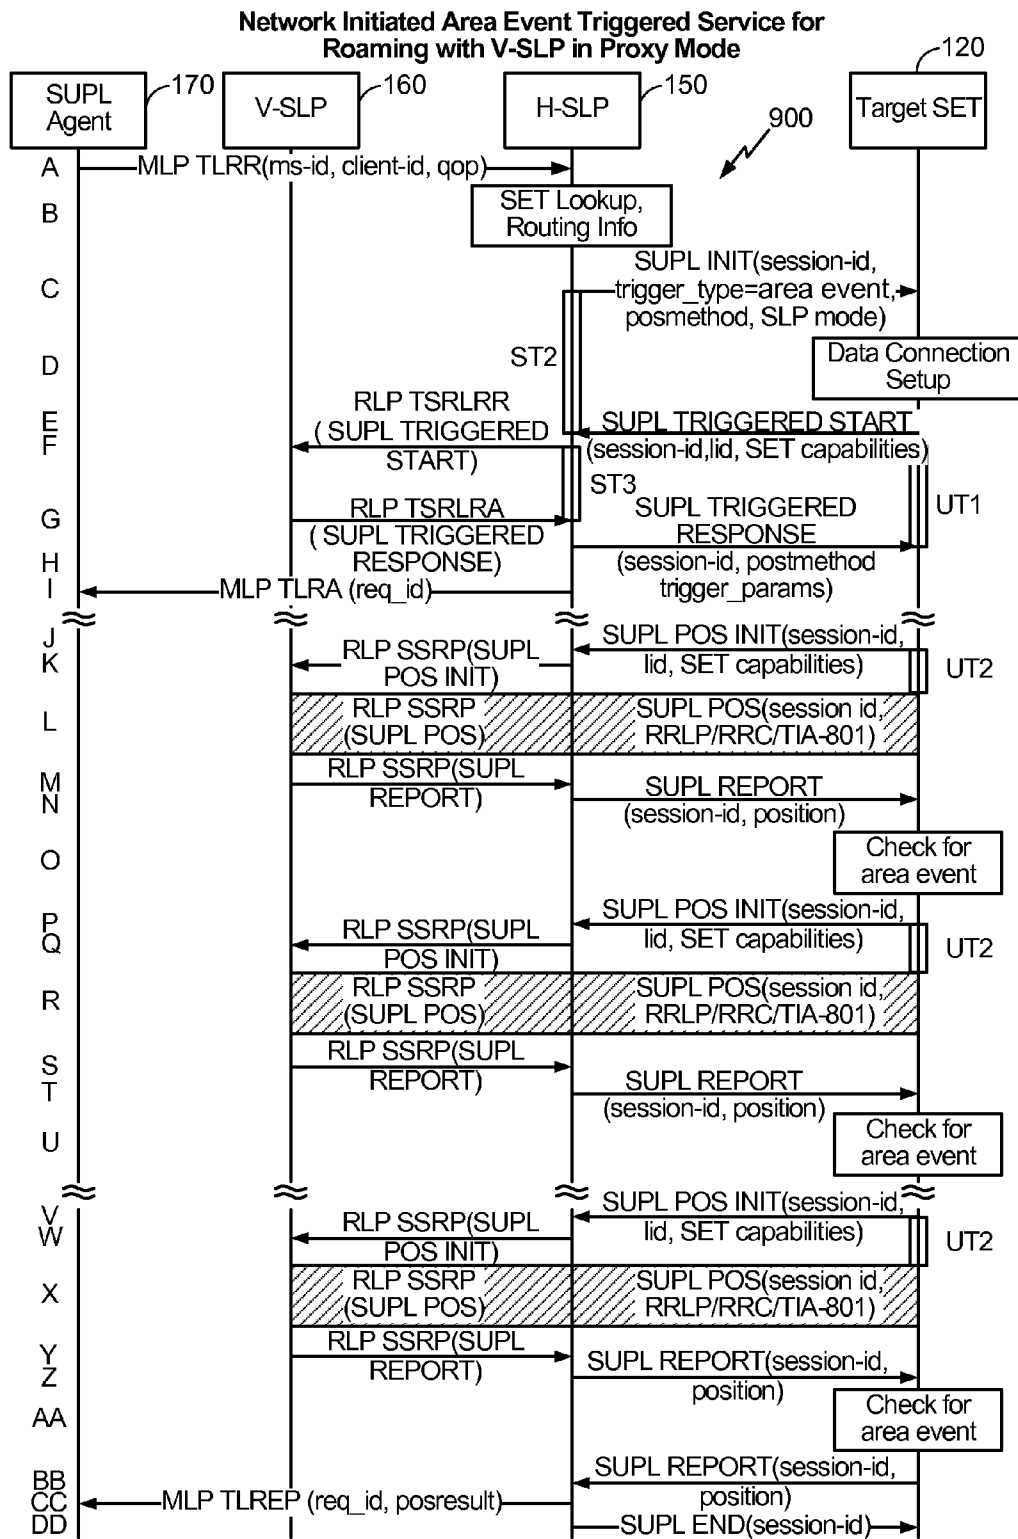 Network Initiated Area Event Triggered Service for
Roaming with V-SLP in Proxy Mode
SUPL
Agent
170
V-SLP
160
H-SLP
150
Target SET
120
900
A
MLP TLRR(ms-id, client-id, qop)
B
SET Lookup,
Routing Info
C
SUPL INIT(session-id,
trigger_type=area event,
posmethod, SLP mode)
D
ST2
Data Connection
Setup
E
F
RLP TSRLRR
( SUPL TRIGGERED
START)
SUPL TRIGGERED START
(session-id,lid, SET capabilities)
ST3
UT1
G
RLP TSRLRA
( SUPL TRIGGERED
RESPONSE)
SUPL TRIGGERED
RESPONSE
(session-id, postmethod
trigger_params)
H
I
MLP TLRA (req_id)
J
K
RLP SSRP(SUPL
POS INIT)
SUPL POS INIT(session-id,
lid, SET capabilities)
UT2
L
RLP SSRP
(SUPL POS)
SUPL POS(session id,
RRLP/RRC/TIA-801)
M
N
RLP SSRP(SUPL
REPORT)
SUPL REPORT
(session-id, position)
O
Check for
area event
P
Q
RLP SSRP(SUPL
POS INIT)
SUPL POS INIT(session-id,
lid, SET capabilities)
UT2
R
RLP SSRP
(SUPL POS)
SUPL POS(session id,
RRLP/RRC/TIA-801)
S
T
RLP SSRP(SUPL
REPORT)
SUPL REPORT
(session-id, position)
U
Check for
area event
V
W
RLP SSRP(SUPL
POS INIT)
SUPL POS INIT(session-id,
lid, SET capabilities)
UT2
X
RLP SSRP
(SUPL POS)
SUPL POS(session id,
RRLP/RRC/TIA-801)
Y
Z
RLP SSRP(SUPL
REPORT)
SUPL REPORT(session-id,
position)
AA
Check for
area event
BB
SUPL REPORT(session-id,
position)
CC
MLP TLREP (req_id, posresult)
DD
SUPL END(session-id)